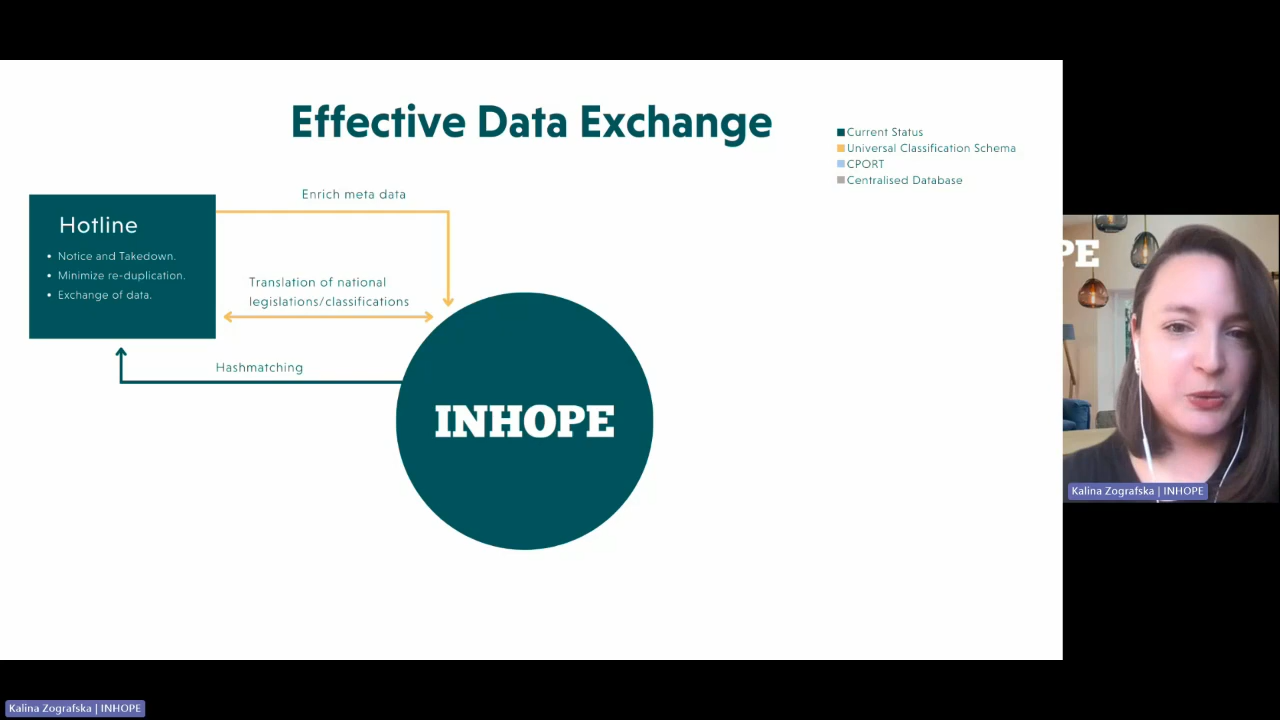 Effective Data Exchange
Current Status
Universal Classification Schema
CPORT
Centralised Database
Enrich meta data
Hotline
Notice and Takedown.
Minimize re-duplication.
Exchange of data.
Translation of national
legislations/classifications
Hashmatching
INHOPE
PE
Kalina Zografska | INHOPE
Kalina Zografska | INHOPE